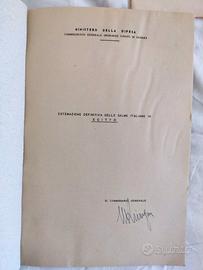 MINISTERO DELLA DIFESA
COMMISSARIATO GENERALE ONORANZE CADUTI IN GUERRA
SISTEMAZIONE DEFINITIVA DELLE SALME ITALIANE IN
EGITTO
IL COMMISSARIO GENERALE
subito